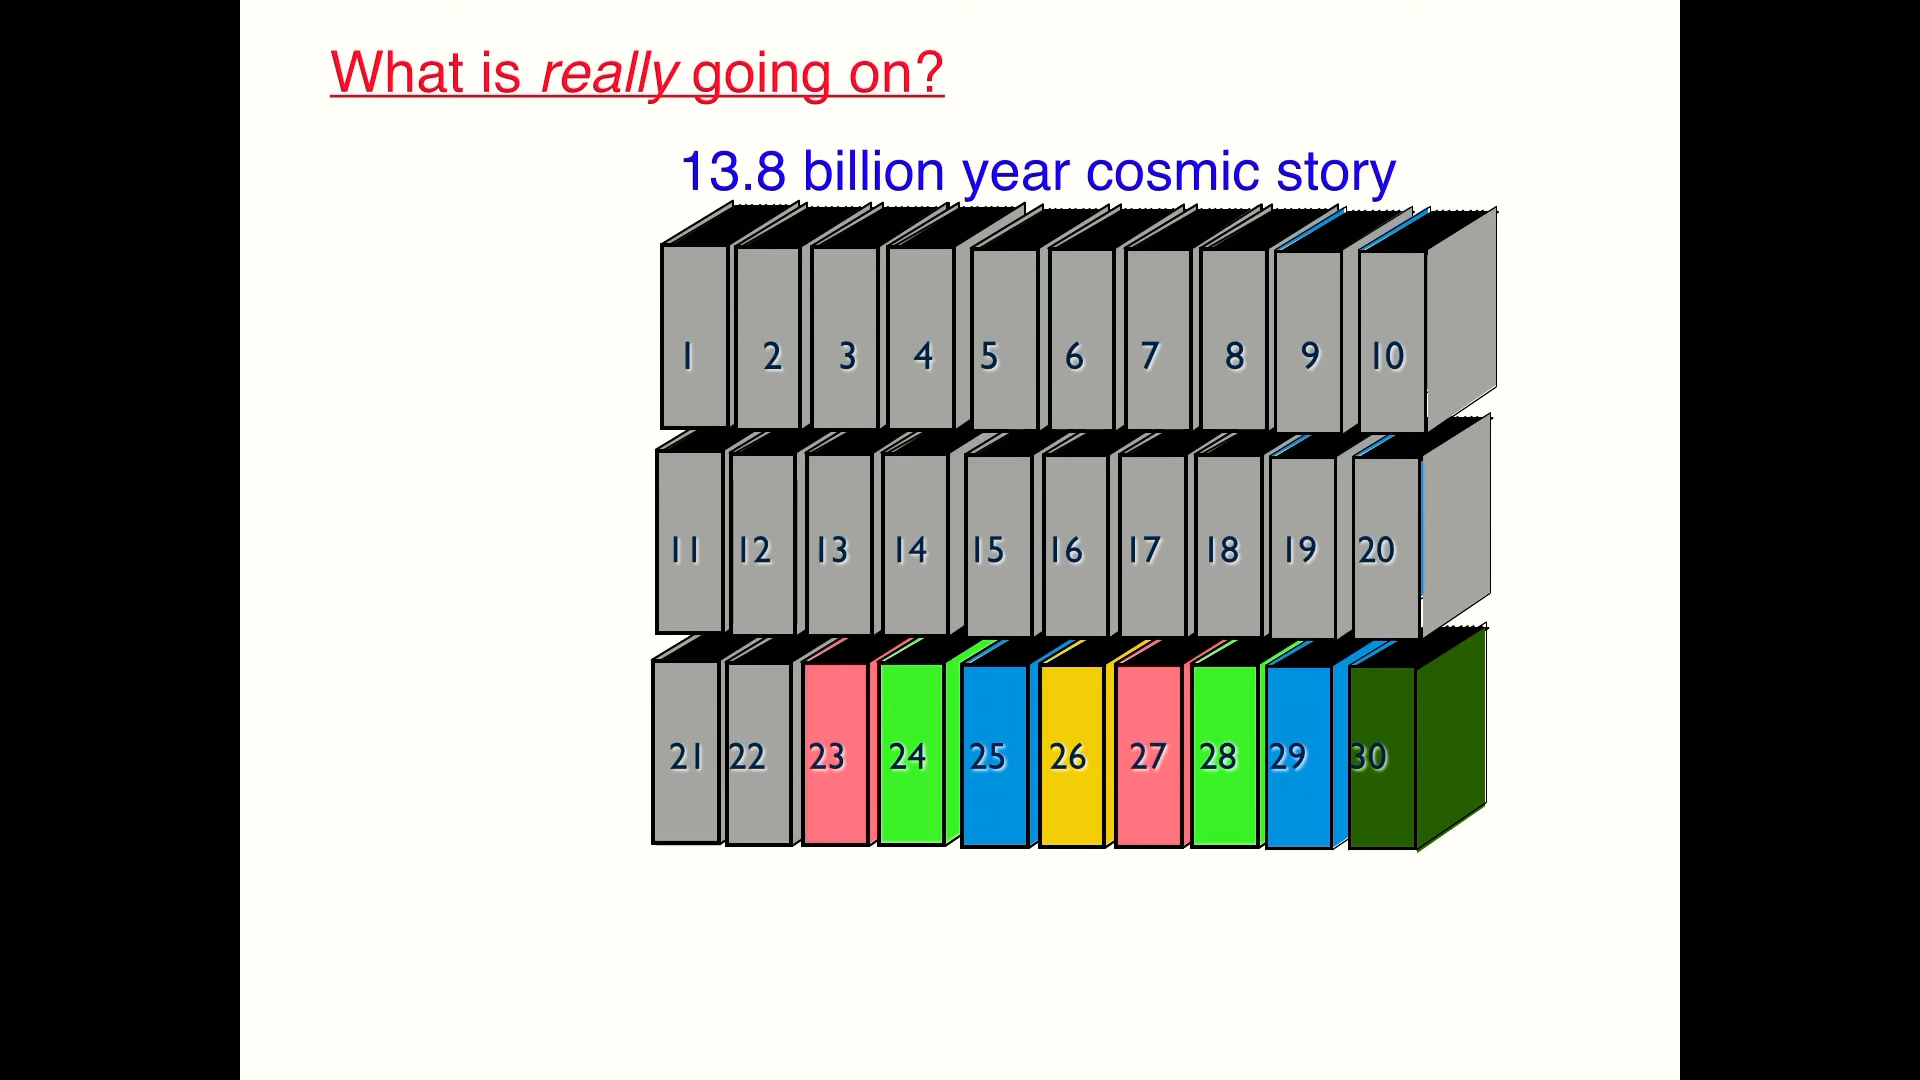 What is really going on?
13.8 billion year cosmic story
1 2 3 4 5 6 7 8 9 10
11 12 13 14 15 16 17 18 19 20
21 22 23 24 25 26 27 28 29 30